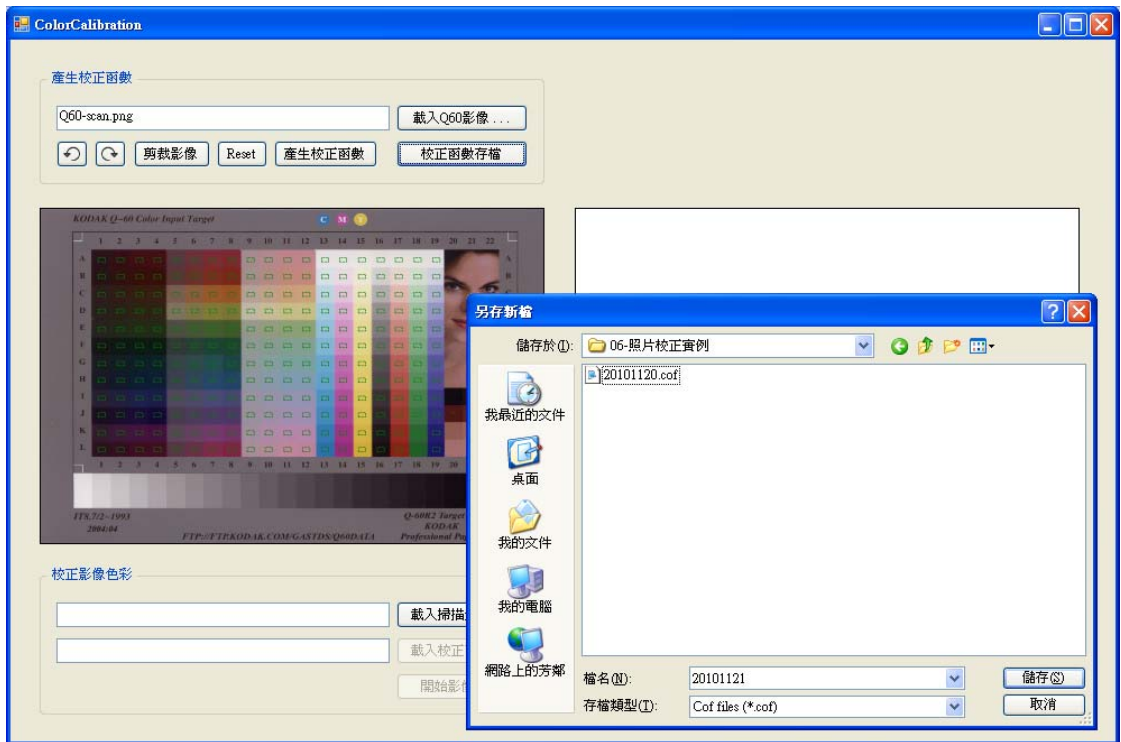 ColorCalibration
產生校正函數
Q60-scan.png
載入Q60影像 . . .
剪裁影像 Reset 產生校正函數 校正函數存檔
KODAK Q-60 Color Input Target C M Y
1 2 3 4 5 6 7 8 9 10 11 12 13 14 15 16 17 18 19 20 21 22
A A
B B
C
D
E
F
G
H
I
J
K
L
1 2 3 4 5 6 7 8 9 10 11 12 13 14 15 16 17 18 19 20
IT8.7/2-1993
2004:04
Q-60R2 Target
KODAK
FTP://FTP.KODAK.COM/GASTDS/Q60DATA
Professional
校正影像色彩
載入掃描
載入校正
開始影
另存新檔
儲存於(I): 06-照片校正實例
20101120.cof
我最近的文件
桌面
我的文件
我的電腦
網路上的芳鄰
檔名(N): 20101121 儲存(S)
存檔類型(T): Cof files (*.cof) 取消